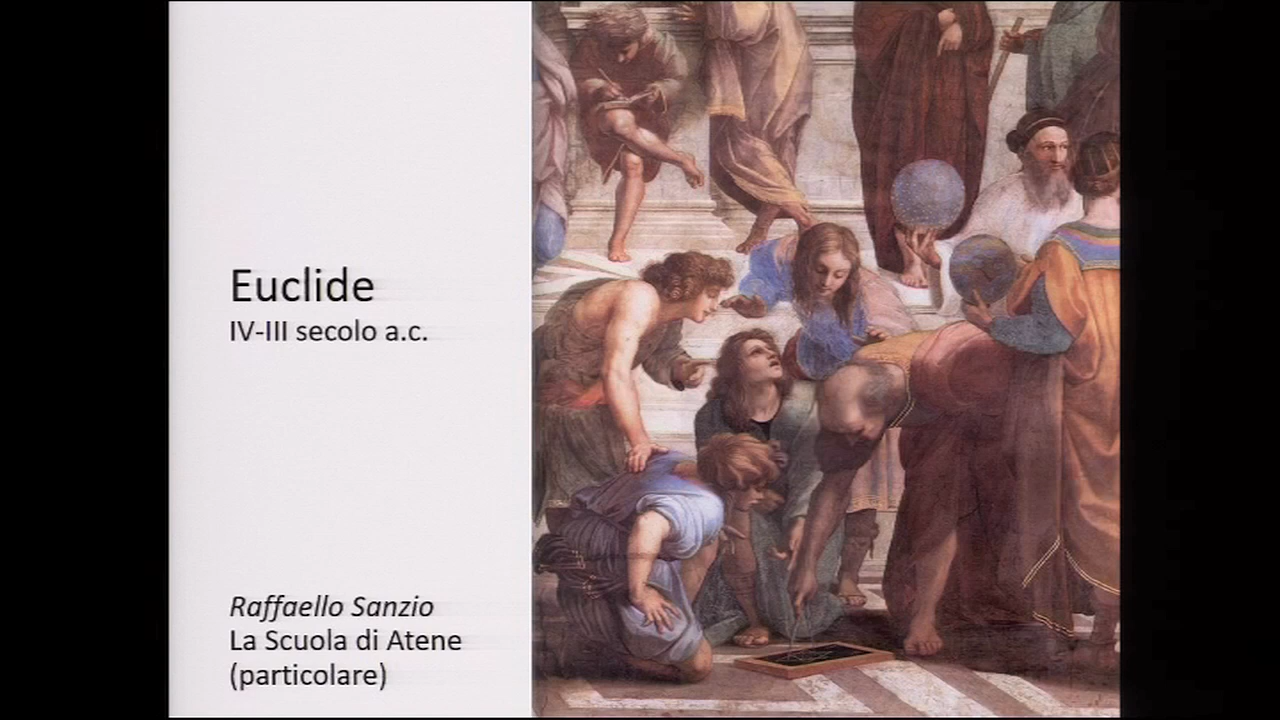 Euclide
IV-III secolo a.c.
Raffaello Sanzio
La Scuola di Atene
(particolare)